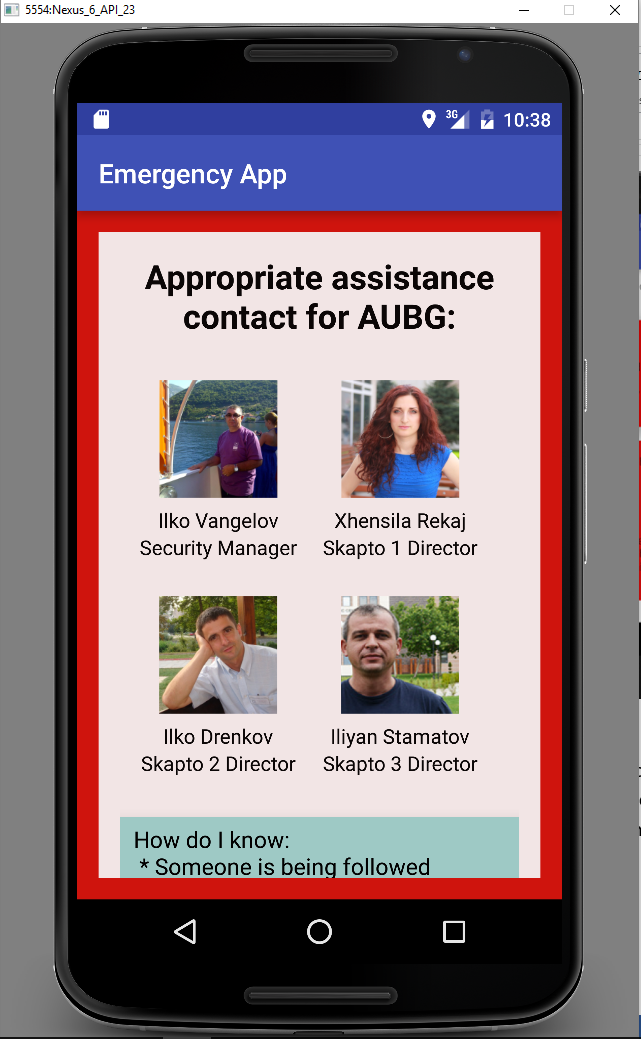 5554:Nexus_6_API_23
3G 10:38
Emergency App
Appropriate assistance
contact for AUBG:
Ilko Vangelov
Security Manager
Xhensila Rekaj
Skapto 1 Director
Ilko Drenkov
Skapto 2 Director
Iliyan Stamatov
Skapto 3 Director
How do I know:
* Someone is being followed